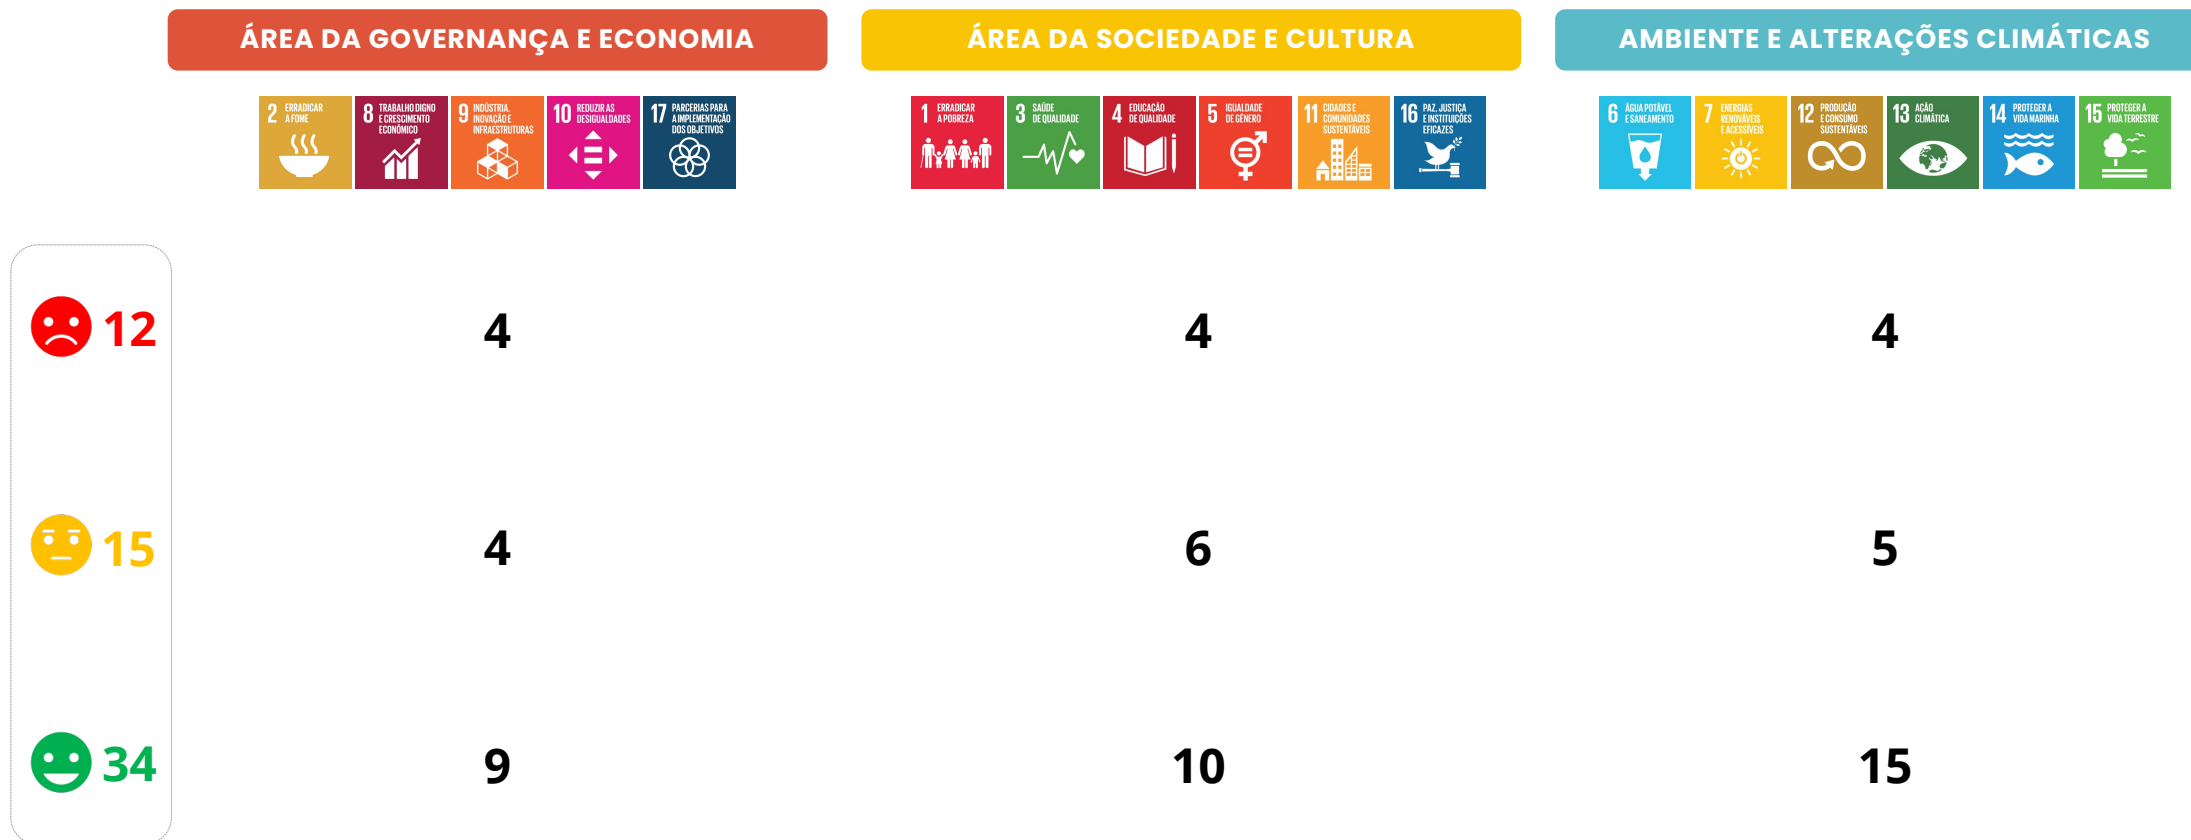 ÁREA DA GOVERNANÇA E ECONOMIA
ÁREA DA SOCIEDADE E CULTURA
AMBIENTE E ALTERAÇÕES CLIMÁTICAS
2 ERRADICAR
A FOME
8 TRABALHO DIGNO
E CRESCIMENTO
ECONÓMICO
9 INDÚSTRIA,
INOVAÇÃO E
INFRAESTRUTURAS
10 REDUZIR AS
DESIGUALDADES
17 PARCERIAS PARA
A IMPLEMENTAÇÃO
DOS OBJETIVOS
1 ERRADICAR
A POBREZA
3 SAÚDE
DE QUALIDADE
4 EDUCAÇÃO
DE QUALIDADE
5 IGUALDADE
DE GÉNERO
11 CIDADES E
COMUNIDADES
SUSTENTÁVEIS
16 PAZ, JUSTIÇA
E INSTITUIÇÕES
EFICAZES
6 ÁGUA POTÁVEL
E SANEAMENTO
7 ENERGIAS
RENOVÁVEIS
E ACESSÍVEIS
12 PRODUÇÃO
E CONSUMO
SUSTENTÁVEIS
13 AÇÃO
CLIMÁTICA
14 PROTEGER A
VIDA MARINHA
15 PROTEGER A
VIDA TERRESTRE
12 4 4 4
15 4 6 5
34 9 10 15